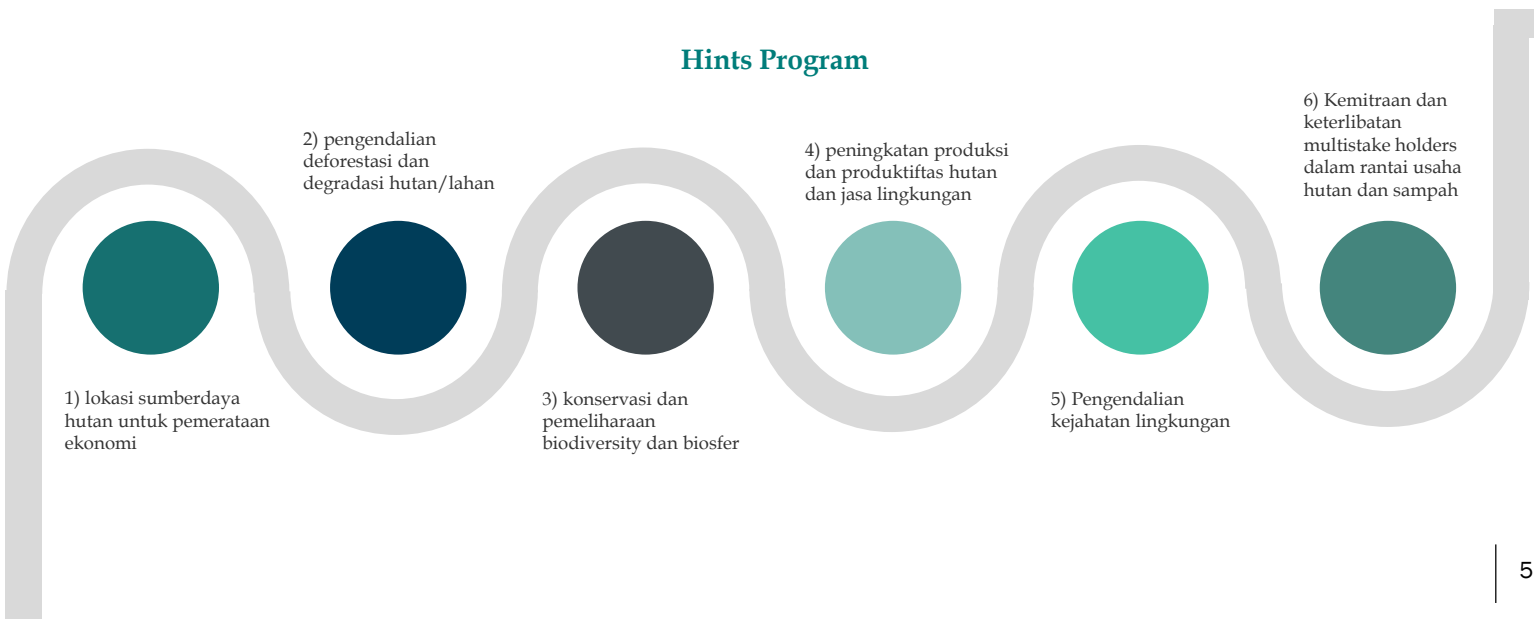 Hints Program
1) lokasi sumberdaya
hutan untuk pemerataan
ekonomi
2) pengendalian
deforestasi dan
degradasi hutan/lahan
3) konservasi dan
pemeliharaan
biodiversity dan biosfer
4) peningkatan produksi
dan produktiftas hutan
dan jasa lingkungan
5) Pengendalian
kejahatan lingkungan
6) Kemitraan dan
keterlibatan
multistake holders
dalam rantai usaha
hutan dan sampah
5